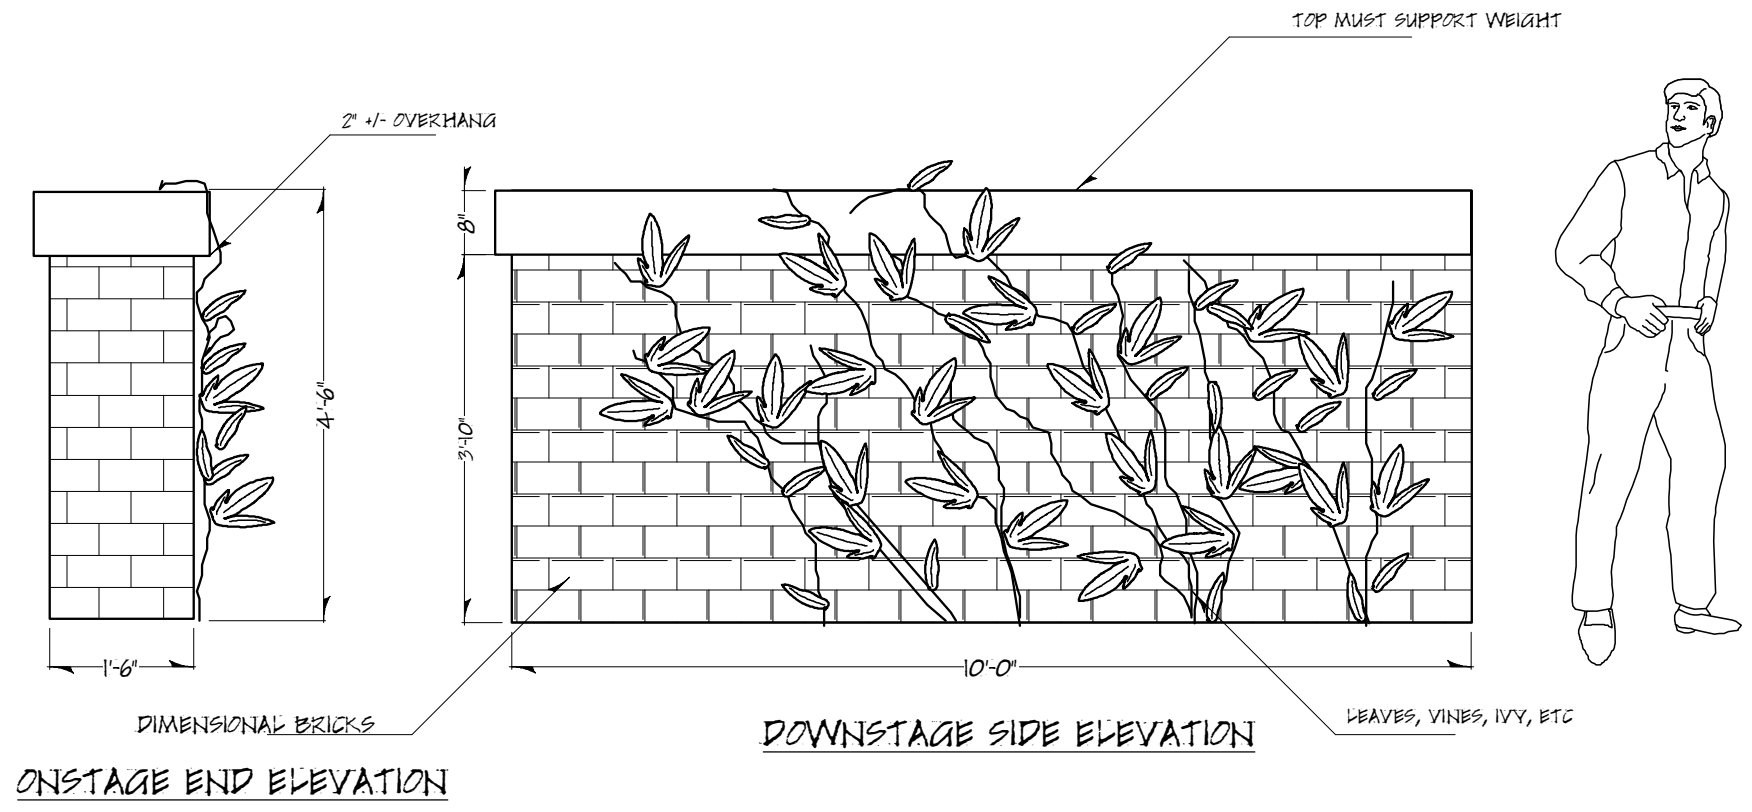 TOP MUST SUPPORT WEIGHT
2" +/- OVERHANG
8"
4'-6"
3'-10"
1'-6"
10'-0"
DIMENSIONAL BRICKS
LEAVES, VINES, IVY, ETC
DOWNSTAGE SIDE ELEVATION
ONSTAGE END ELEVATION